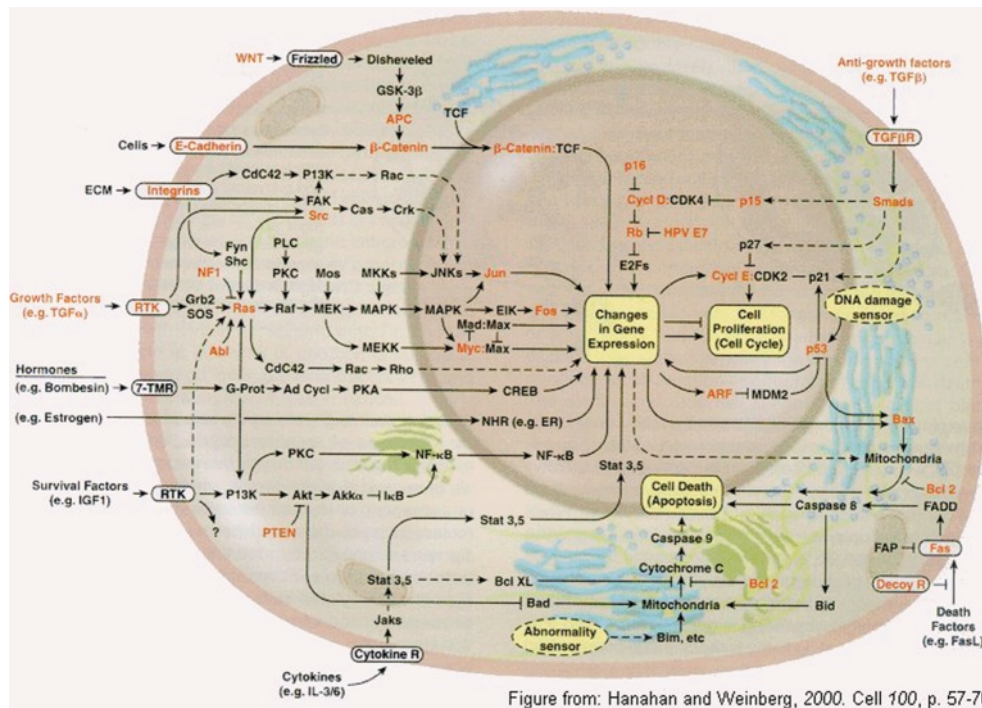 WNT
Frizzled
Disheveled
GSK-3β
APC
TCF
Cells
E-Cadherin
β-Catenin
β-Catenin:TCF
ECM
Integrins
CdC42
P13K
Rac
FAK
Src
Cas
Crk
Fyn
Shc
PLC
PKC
Mos
MKKs
JNKs
Jun
NF1
Growth Factors
(e.g. TGFα)
RTK
Grb2
SOS
Ras
Raf
MEK
MAPK
MAPK
ElK
Fos
Mad:Max
MEKK
Myc:Max
Abl
CdC42
Rac
Rho
Hormones
(e.g. Bombesin)
7-TMR
G-Prot
Ad Cycl
PKA
CREB
(e.g. Estrogen)
NHR (e.g. ER)
PKC
NF-κB
NF-κB
Survival Factors
(e.g. IGF1)
RTK
P13K
Akt
Akkα
IκB
?
PTEN
Stat 3,5
Stat 3,5
Stat 3,5
Jaks
Cytokine R
Cytokines
(e.g. IL-3/6)
Bcl XL
Bad
Abnormality
sensor
Bim, etc
Mitochondria
Cytochrome C
Caspase 9
Cell Death
(Apoptosis)
Bcl 2
Bid
Caspase 8
FADD
Bcl 2
Mitochondria
Bax
FAP
Fas
Decoy R
Death
Factors
(e.g. FasL)
Anti-growth factors
(e.g. TGFβ)
TGFβR
Smads
p16
Cycl D:CDK4
p15
Rb
HPV E7
E2Fs
p27
Cycl E:CDK2
p21
DNA damage
sensor
Changes
in Gene
Expression
Cell
Proliferation
(Cell Cycle)
p53
ARF
MDM2
Figure from: Hanahan and Weinberg, 2000. Cell 100, p. 57-70